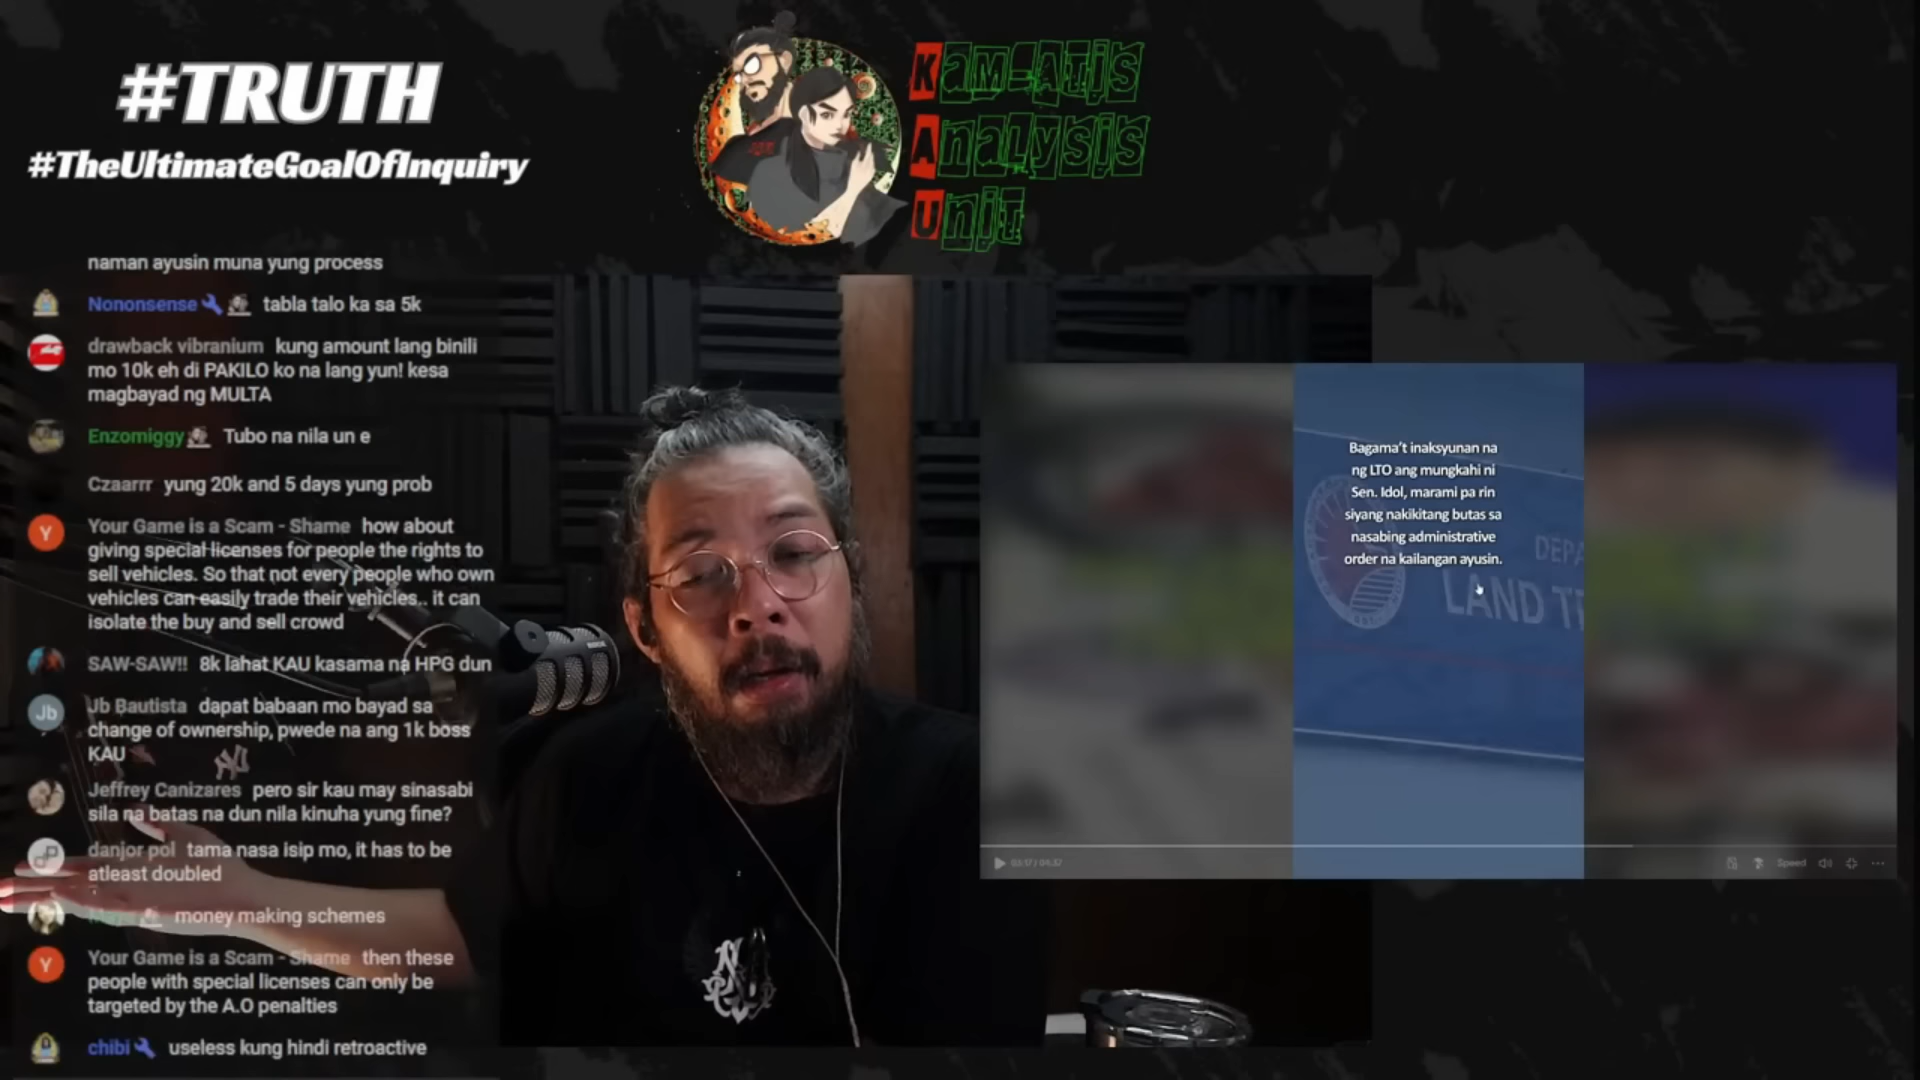 #TRUTH
#TheUltimateGoalOfInquiry
Kam-Atis
Analysis
Unit
naman ayusin muna yung process
Nononsense tabla talo ka sa 5k
drawback vibranium kung amount lang binili
mo 10k eh di PAKILO ko na lang yun! kesa
magbayad ng MULTA
Enzomiggy Tubo na nila un e
Czaarrr yung 20k and 5 days yung prob
Y
Your Game is a Scam - Shame how about
giving special licenses for people the rights to
sell vehicles. So that not every people who own
vehicles can easily trade their vehicles.. it can
isolate the buy and sell crowd
SAW-SAW!! 8k lahat KAU kasama na HPG dun
Jb
Jb Bautista dapat babaan mo bayad sa
change of ownership, pwede na ang 1k boss
KAU
Jeffrey Canizares pero sir kau may sinasabi
sila na batas na dun nila kinuha yung fine?
danjor pol tama nasa isip mo, it has to be
atleast doubled
money making schemes
Y
Your Game is a Scam - Shame then these
people with special licenses can only be
targeted by the A.O penalties
chibi useless kung hindi retroactive
Bagama't inaksyunan na
ng LTO ang mungkahi ni
Sen. Idol, marami pa rin
siyang nakikitang butas sa
nasabing administrative
order na kailangan ayusin.
DEPA
LAND T
03:17 / 04:32
Speed